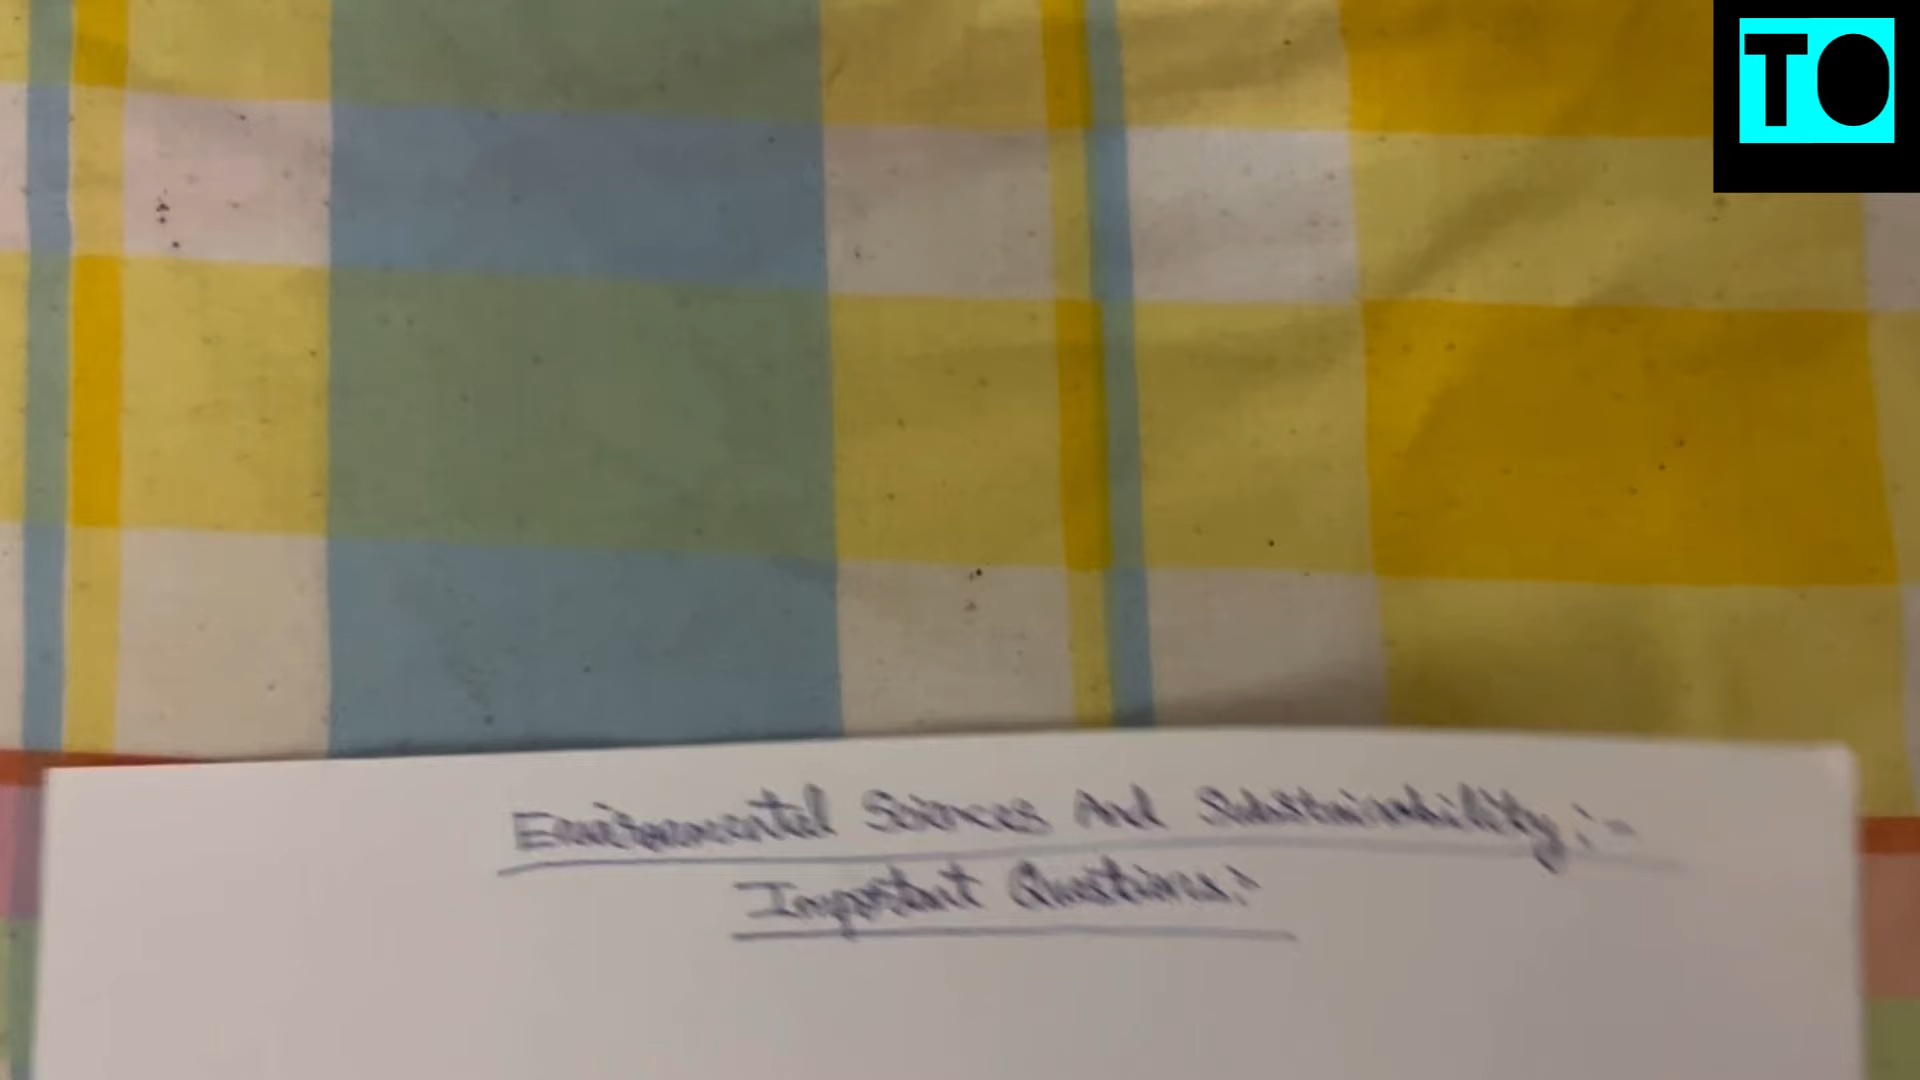 TO
Environmental Sciences And Sustainability:-
Important Questions:-